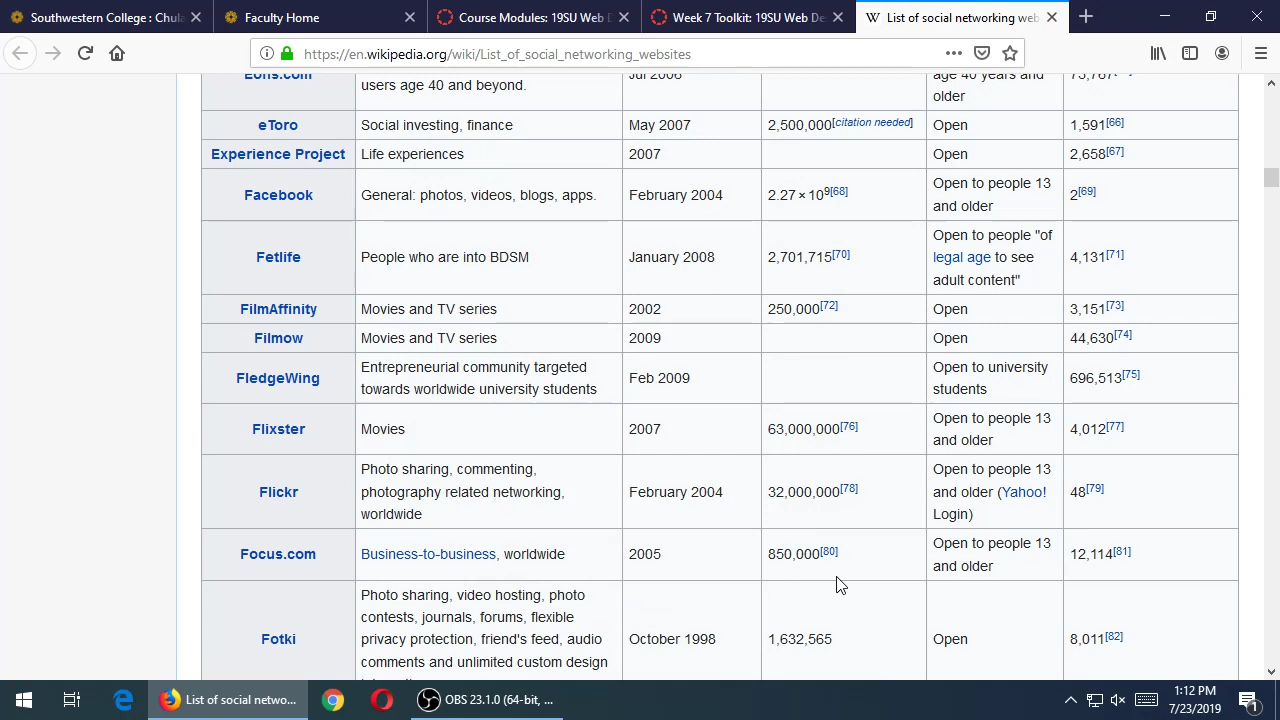 Southwestern College : Chula
Faculty Home
Course Modules: 19SU Web D
Week 7 Toolkit: 19SU Web De
W List of social networking web
https://en.wikipedia.org/wiki/List_of_social_networking_websites
Eons.com users age 40 and beyond. Jul 2006 age 40 years and older
eToro Social investing, finance May 2007 2,500,000[citation needed] Open 1,591[66]
Experience Project Life experiences 2007 Open 2,658[67]
Facebook General: photos, videos, blogs, apps. February 2004 2.27 × 10⁹[68] Open to people 13
and older 2[69]
Fetlife People who are into BDSM January 2008 2,701,715[70] Open to people "of
legal age to see
adult content" 4,131[71]
FilmAffinity Movies and TV series 2002 250,000[72] Open 3,151[73]
Filmow Movies and TV series 2009 Open 44,630[74]
FledgeWing Entrepreneurial community targeted
towards worldwide university students Feb 2009 Open to university
students 696,513[75]
Flixster Movies 2007 63,000,000[76] Open to people 13
and older 4,012[77]
Flickr Photo sharing, commenting,
photography related networking,
worldwide February 2004 32,000,000[78] Open to people 13
and older (Yahoo!
Login) 48[79]
Focus.com Business-to-business, worldwide 2005 850,000[80] Open to people 13
and older 12,114[81]
Fotki Photo sharing, video hosting, photo
contests, journals, forums, flexible
privacy protection, friend's feed, audio
comments and unlimited custom design October 1998 1,632,565 Open 8,011[82]
List of social netwo...
OBS 23.1.0 (64-bit, ...
1:12 PM
7/23/2019
1